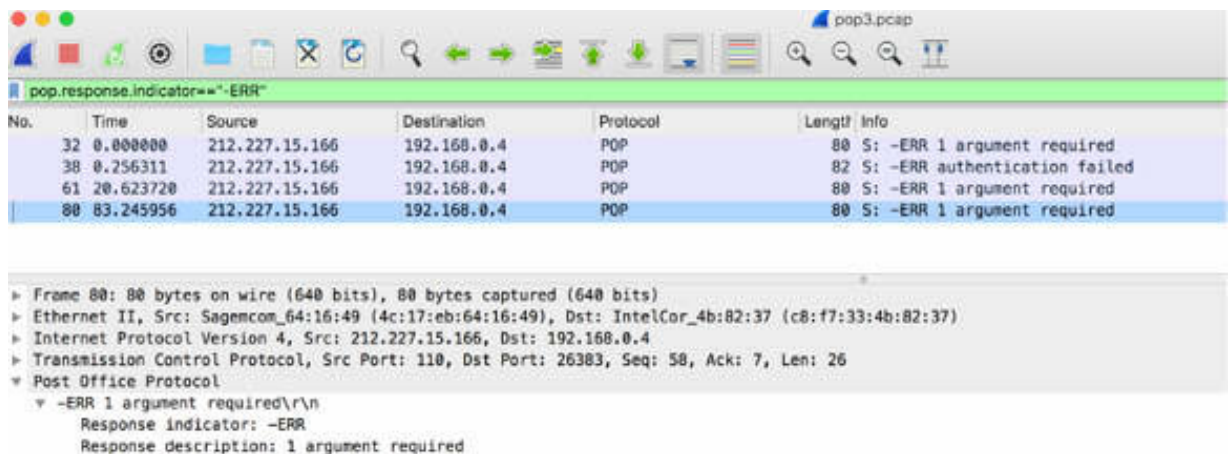 pop3.pcap
pop.response.indicator=="-ERR"
No. Time Source Destination Protocol Length Info
32 0.000000 212.227.15.166 192.168.0.4 POP 80 S: -ERR 1 argument required
38 0.256311 212.227.15.166 192.168.0.4 POP 82 S: -ERR authentication failed
61 20.623720 212.227.15.166 192.168.0.4 POP 80 S: -ERR 1 argument required
80 83.245956 212.227.15.166 192.168.0.4 POP 80 S: -ERR 1 argument required
Frame 80: 80 bytes on wire (640 bits), 80 bytes captured (640 bits)
Ethernet II, Src: Sagemcom_64:16:49 (4c:17:eb:64:16:49), Dst: IntelCor_4b:82:37 (c8:f7:33:4b:82:37)
Internet Protocol Version 4, Src: 212.227.15.166, Dst: 192.168.0.4
Transmission Control Protocol, Src Port: 110, Dst Port: 26383, Seq: 58, Ack: 7, Len: 26
Post Office Protocol
-ERR 1 argument required\r\n
Response indicator: -ERR
Response description: 1 argument required